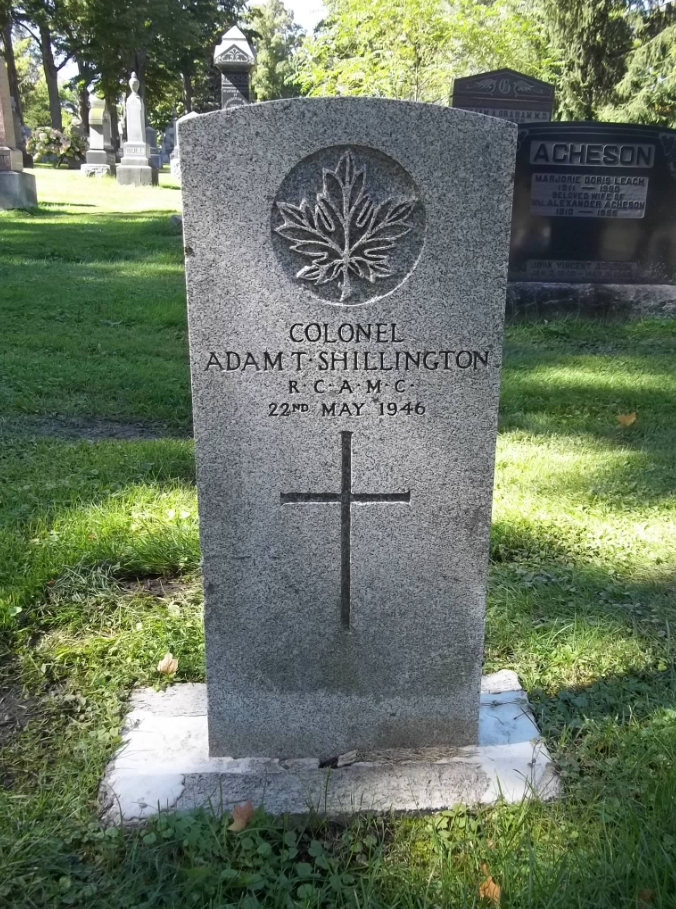 COLONEL
ADAM T·SHILLINGTON
R·C·A·M·C·
22ND MAY 1946
ACHESON
MARJORIE DORIS LEACH
BELOVED WIFE OF
ALEXANDER ACHESON